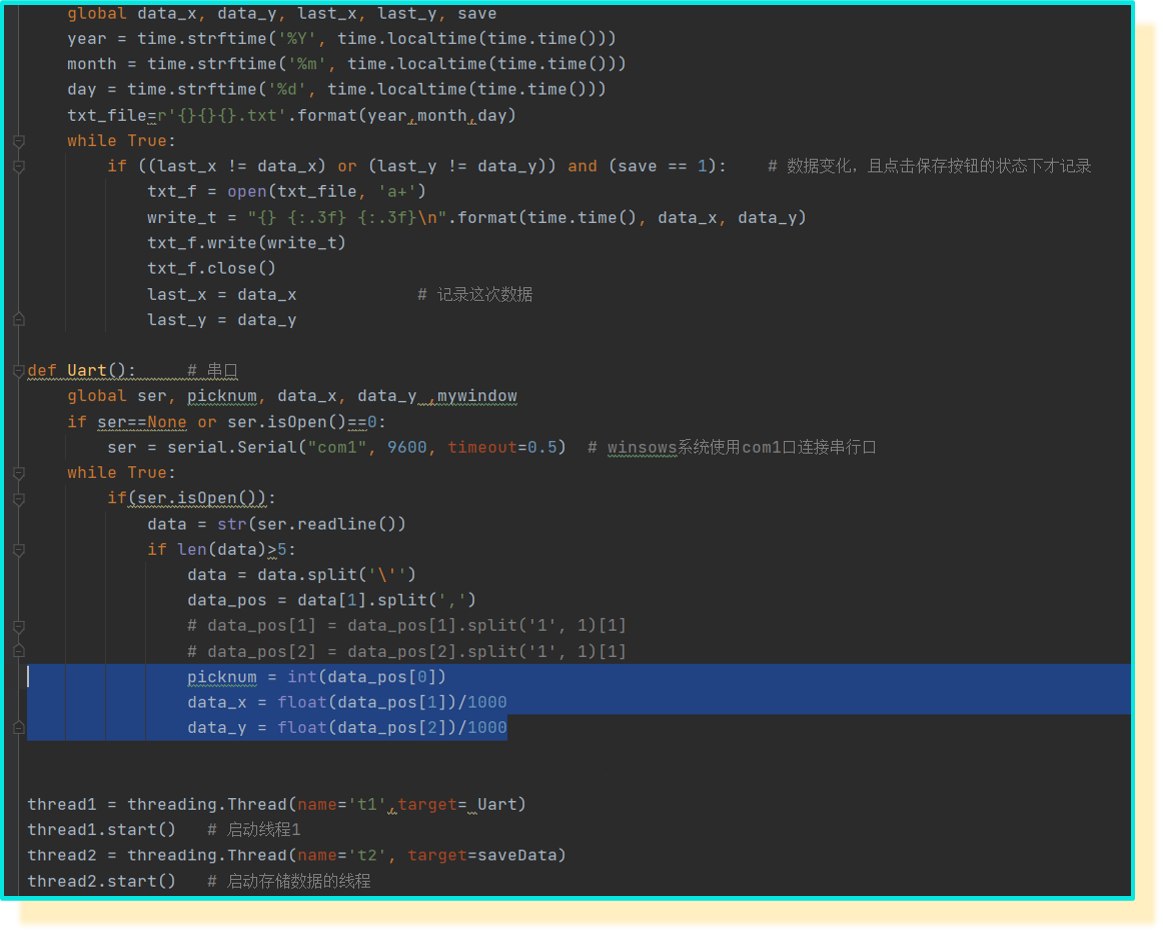 global data_x, data_y, last_x, last_y, save
year = time.strftime('%Y', time.localtime(time.time()))
month = time.strftime('%m', time.localtime(time.time()))
day = time.strftime('%d', time.localtime(time.time()))
txt_file=r'{}{}{}.txt'.format(year,month,day)
while True:
if ((last_x != data_x) or (last_y != data_y)) and (save == 1):    # 数据变化，且点击保存按钮的状态下才记录
txt_f = open(txt_file, 'a+')
write_t = "{} {:.3f} {:.3f}\n".format(time.time(), data_x, data_y)
txt_f.write(write_t)
txt_f.close()
last_x = data_x            # 记录这次数据
last_y = data_y
def Uart():     # 串口
global ser, picknum, data_x, data_y ,mywindow
if ser==None or ser.isOpen()==0:
ser = serial.Serial("com1", 9600, timeout=0.5)  # winsows系统使用com1口连接串行口
while True:
if(ser.isOpen()):
data = str(ser.readline())
if len(data)>5:
data = data.split('\'')
data_pos = data[1].split(',')
# data_pos[1] = data_pos[1].split('1', 1)[1]
# data_pos[2] = data_pos[2].split('1', 1)[1]
picknum = int(data_pos[0])
data_x = float(data_pos[1])/1000
data_y = float(data_pos[2])/1000
thread1 = threading.Thread(name='t1',target= Uart)
thread1.start()   # 启动线程1
thread2 = threading.Thread(name='t2', target=saveData)
thread2.start()   # 启动存储数据的线程